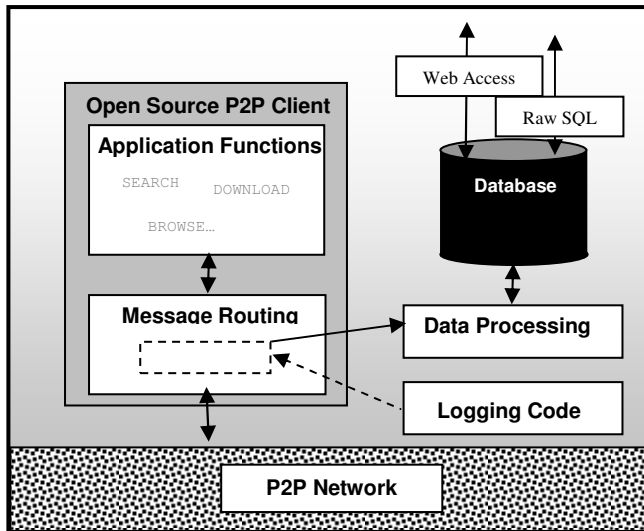 Web Access
Raw SQL
Open Source P2P Client
Application Functions
SEARCH
DOWNLOAD
BROWSE…
Database
Message Routing
Data Processing
Logging Code
P2P Network